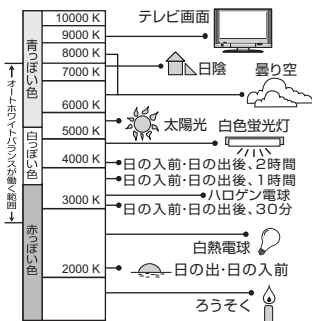 10000 K
テレビ画面
9000 K
8000 K
日陰
7000 K
曇り空
6000 K
太陽光
白色蛍光灯
5000 K
4000 K
日の入前・日の出後、2時間
日の入前・日の出後、1時間
ハロゲン電球
3000 K
日の入前・日の出後、30分
白熱電球
2000 K
日の出・日の入前
ろうそく
青っぽい色
白っぽい色
赤っぽい色
オートホワイトバランスが働く範囲